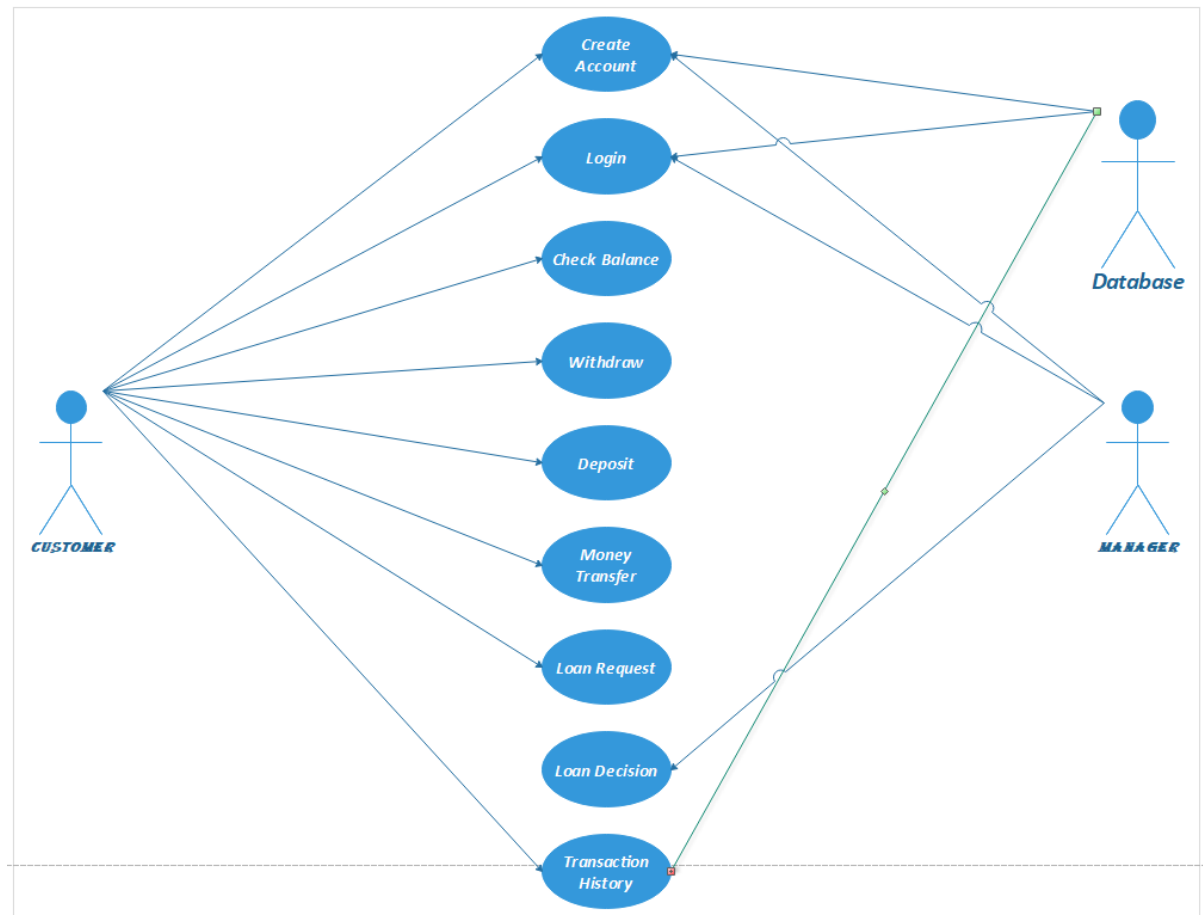 Create
Account
Login
Check Balance
Database
Withdraw
Deposit
CUSTOMER
MANAGER
Money
Transfer
Loan Request
Loan Decision
Transaction
History